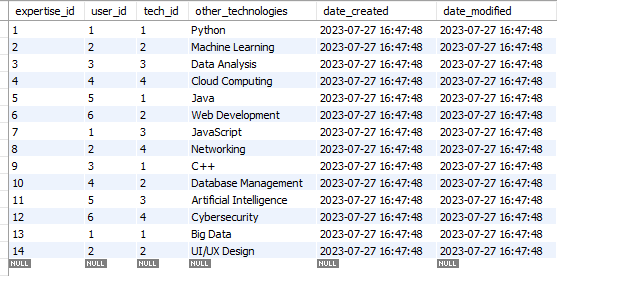 expertise_id user_id tech_id other_technologies date_created date_modified
1 1 1 Python 2023-07-27 16:47:48 2023-07-27 16:47:48
2 2 2 Machine Learning 2023-07-27 16:47:48 2023-07-27 16:47:48
3 3 3 Data Analysis 2023-07-27 16:47:48 2023-07-27 16:47:48
4 4 4 Cloud Computing 2023-07-27 16:47:48 2023-07-27 16:47:48
5 5 1 Java 2023-07-27 16:47:48 2023-07-27 16:47:48
6 6 2 Web Development 2023-07-27 16:47:48 2023-07-27 16:47:48
7 1 3 JavaScript 2023-07-27 16:47:48 2023-07-27 16:47:48
8 2 4 Networking 2023-07-27 16:47:48 2023-07-27 16:47:48
9 3 1 C++ 2023-07-27 16:47:48 2023-07-27 16:47:48
10 4 2 Database Management 2023-07-27 16:47:48 2023-07-27 16:47:48
11 5 3 Artificial Intelligence 2023-07-27 16:47:48 2023-07-27 16:47:48
12 6 4 Cybersecurity 2023-07-27 16:47:48 2023-07-27 16:47:48
13 1 1 Big Data 2023-07-27 16:47:48 2023-07-27 16:47:48
14 2 2 UI/UX Design 2023-07-27 16:47:48 2023-07-27 16:47:48
NULL NULL NULL NULL NULL NULL